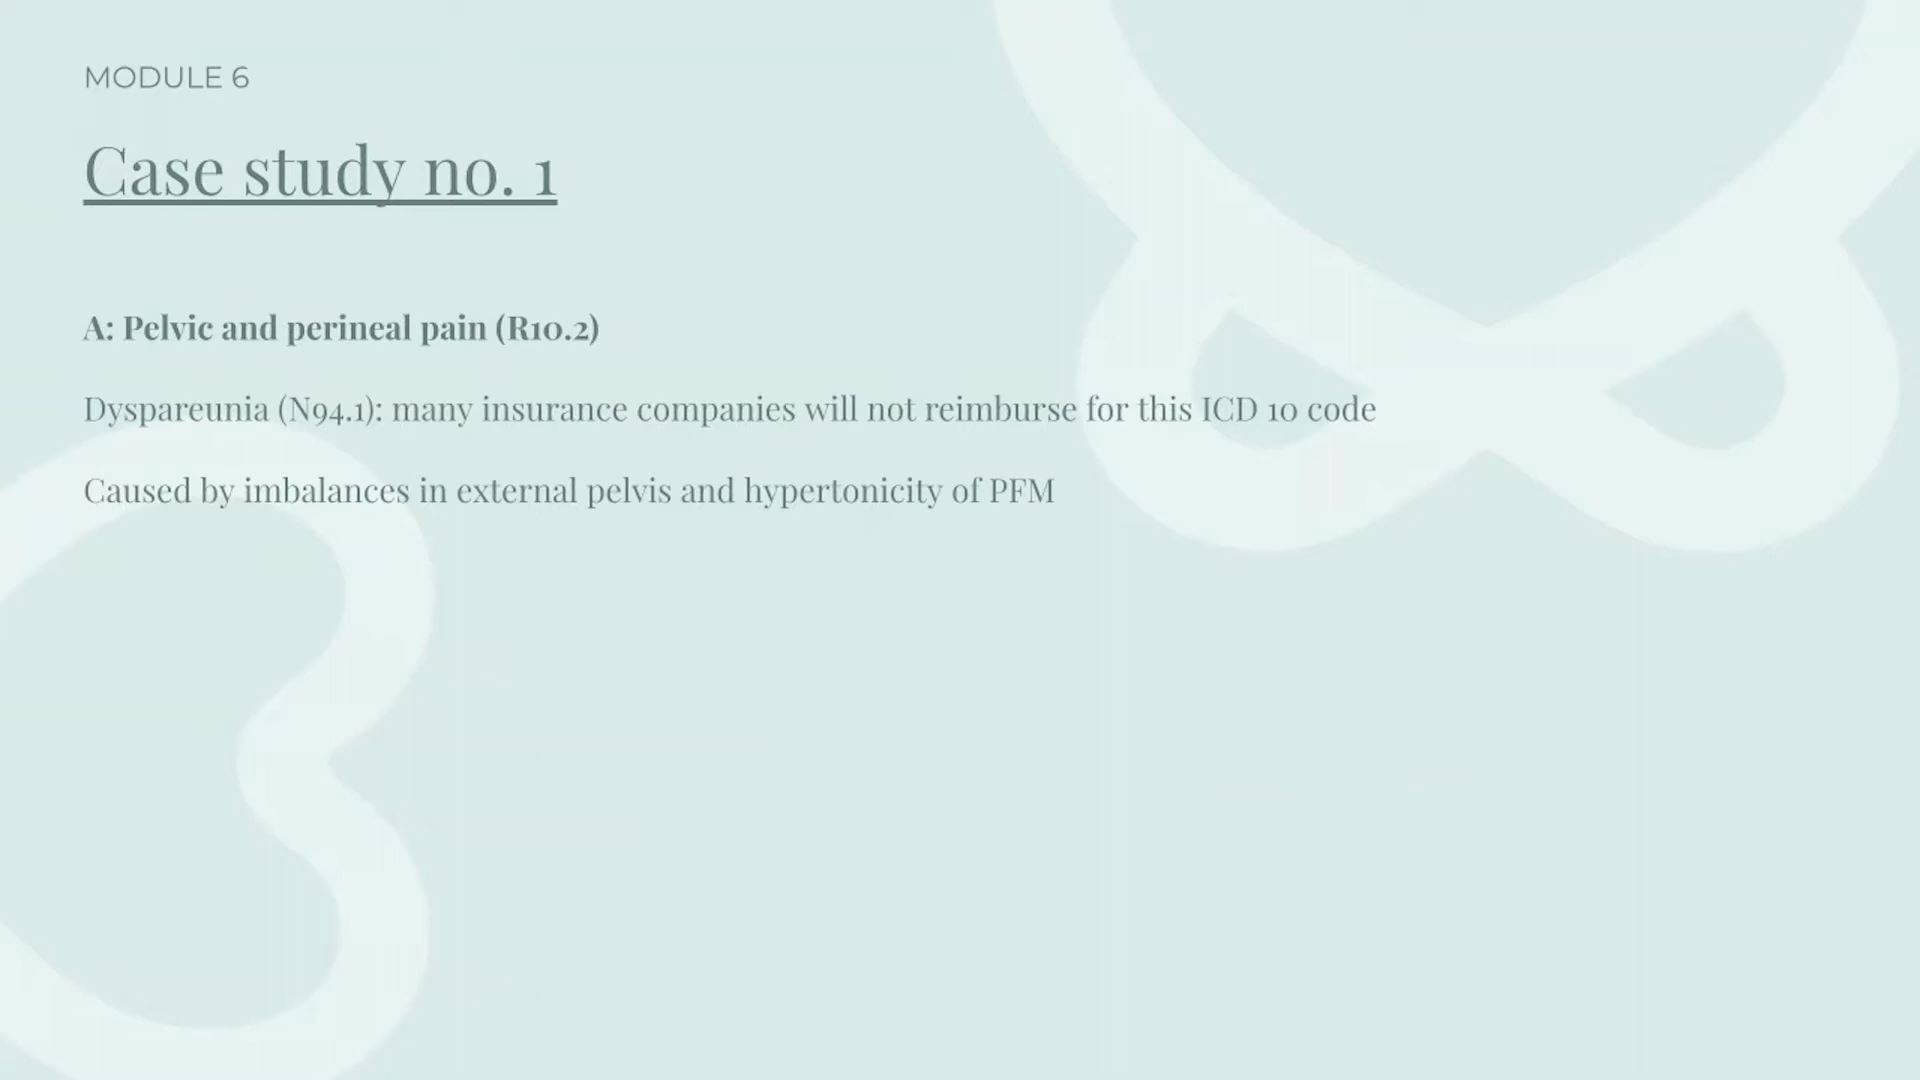 MODULE 6
Case study no. 1
A: Pelvic and perineal pain (R10.2)
Dyspareunia (N94.1): many insurance companies will not reimburse for this ICD 10 code
Caused by imbalances in external pelvis and hypertonicity of PFM